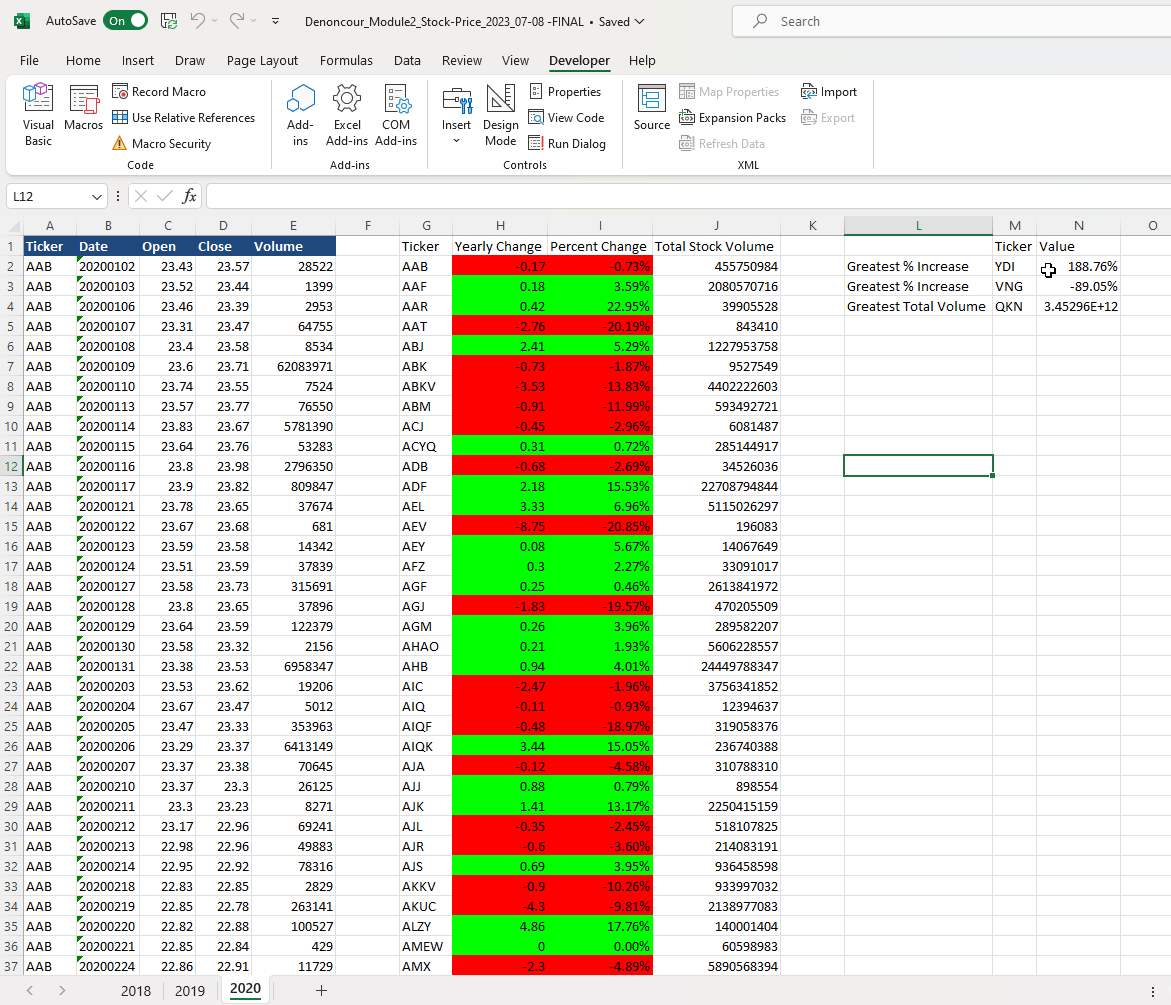 AutoSave On Denoncour_Module2_Stock-Price_2023_07-08 -FINAL • Saved Search
File Home Insert Draw Page Layout Formulas Data Review View Developer Help
Visual Basic
Macros
Record Macro
Use Relative References
Macro Security
Code
Add-ins
Excel Add-ins
COM Add-ins
Add-ins
Insert
Design Mode
Properties
View Code
Run Dialog
Controls
Source
Map Properties
Expansion Packs
Refresh Data
Import
Export
XML
L12 fx
A B C D E F G H I J K L M N O
1 Ticker Date Open Close Volume Ticker Yearly Change Percent Change Total Stock Volume Ticker Value
2 AAB 20200102 23.43 23.57 28522 AAB -0.17 -0.73% 455750984 Greatest % Increase YDI 188.76%
3 AAB 20200103 23.52 23.44 1399 AAF 0.18 3.59% 2080570716 Greatest % Increase VNG -89.05%
4 AAB 20200106 23.46 23.39 2953 AAR 0.42 22.95% 39905528 Greatest Total Volume QKN 3.45296E+12
5 AAB 20200107 23.31 23.47 64755 AAT -2.76 -20.19% 843410
6 AAB 20200108 23.4 23.58 8534 ABJ 2.41 5.29% 1227953758
7 AAB 20200109 23.6 23.71 62083971 ABK -0.73 -1.87% 9527549
8 AAB 20200110 23.74 23.55 7524 ABKV -3.53 -13.83% 4402222603
9 AAB 20200113 23.57 23.77 76550 ABM -0.91 -11.99% 593492721
10 AAB 20200114 23.83 23.67 5781390 ACJ -0.45 -2.96% 6081487
11 AAB 20200115 23.64 23.76 53283 ACYQ 0.31 0.72% 285144917
12 AAB 20200116 23.8 23.98 2796350 ADB -0.68 -2.69% 34526036
13 AAB 20200117 23.9 23.82 809847 ADF 2.18 15.53% 22708794844
14 AAB 20200121 23.78 23.65 37674 AEL 3.33 6.96% 5115026297
15 AAB 20200122 23.67 23.68 681 AEV -8.75 -20.85% 196083
16 AAB 20200123 23.59 23.58 14342 AEY 0.08 5.67% 14067649
17 AAB 20200124 23.51 23.59 37839 AFZ 0.3 2.27% 33091017
18 AAB 20200127 23.58 23.73 315691 AGF 0.25 0.46% 2613841972
19 AAB 20200128 23.8 23.65 37896 AGJ -1.83 -19.57% 470205509
20 AAB 20200129 23.64 23.59 122379 AGM 0.26 3.96% 289582207
21 AAB 20200130 23.58 23.32 2156 AHAO 0.21 1.93% 5606228557
22 AAB 20200131 23.38 23.53 6958347 AHB 0.94 4.01% 24449788347
23 AAB 20200203 23.53 23.62 19206 AIC -2.47 -1.96% 3756341852
24 AAB 20200204 23.67 23.47 5012 AIQ -0.11 -0.93% 12394637
25 AAB 20200205 23.47 23.33 353963 AIQF -0.48 -18.97% 319058376
26 AAB 20200206 23.29 23.37 6413149 AIQK 3.44 15.05% 236740388
27 AAB 20200207 23.37 23.38 70645 AJA -0.12 -4.58% 310788310
28 AAB 20200210 23.37 23.3 26125 AJJ 0.88 0.79% 898554
29 AAB 20200211 23.3 23.23 8271 AJK 1.41 13.17% 2250415159
30 AAB 20200212 23.17 22.96 69241 AJL -0.35 -2.45% 518107825
31 AAB 20200213 22.98 22.96 49883 AJR -0.6 -3.60% 214083191
32 AAB 20200214 22.95 22.92 78316 AJS 0.69 3.95% 936458598
33 AAB 20200218 22.83 22.85 2829 AKKV -0.9 -10.26% 933997032
34 AAB 20200219 22.85 22.78 263141 AKUC -4.3 -9.81% 2138977083
35 AAB 20200220 22.82 22.88 100527 ALZY 4.86 17.76% 140001404
36 AAB 20200221 22.85 22.84 429 AMEW 0 0.00% 60598983
37 AAB 20200224 22.86 22.91 11729 AMX -2.3 -4.89% 5890568394
2018 2019 2020